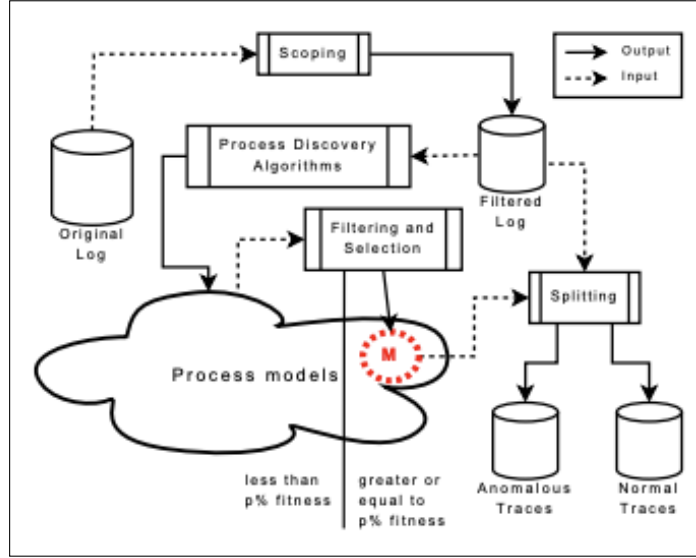 Scoping
Output
Input
Process Discovery
Algorithms
Original
Log
Filtered
Log
Filtering and
Selection
Splitting
M
Process models
less than
p% fitness
greater or
equal to
p% fitness
Anomalous
Traces
Normal
Traces